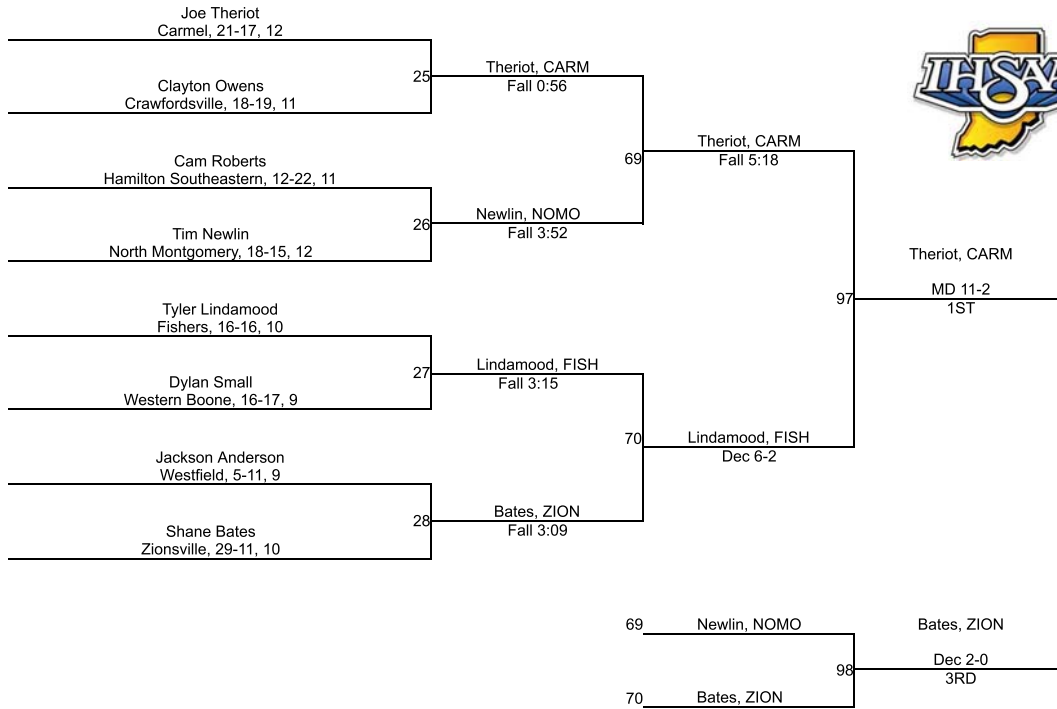 Joe Theriot
Carmel, 21-17, 12
25
Clayton Owens
Crawfordsville, 18-19, 11
Theriot, CARM
Fall 0:56
Cam Roberts
Hamilton Southeastern, 12-22, 11
26
Tim Newlin
North Montgomery, 18-15, 12
Newlin, NOMO
Fall 3:52
69
Theriot, CARM
Fall 5:18
Tyler Lindamood
Fishers, 16-16, 10
27
Dylan Small
Western Boone, 16-17, 9
Lindamood, FISH
Fall 3:15
Jackson Anderson
Westfield, 5-11, 9
28
Shane Bates
Zionsville, 29-11, 10
Bates, ZION
Fall 3:09
70
Lindamood, FISH
Dec 6-2
97
Theriot, CARM
MD 11-2
1ST
69
Newlin, NOMO
70
Bates, ZION
98
Bates, ZION
Dec 2-0
3RD
IHSAA